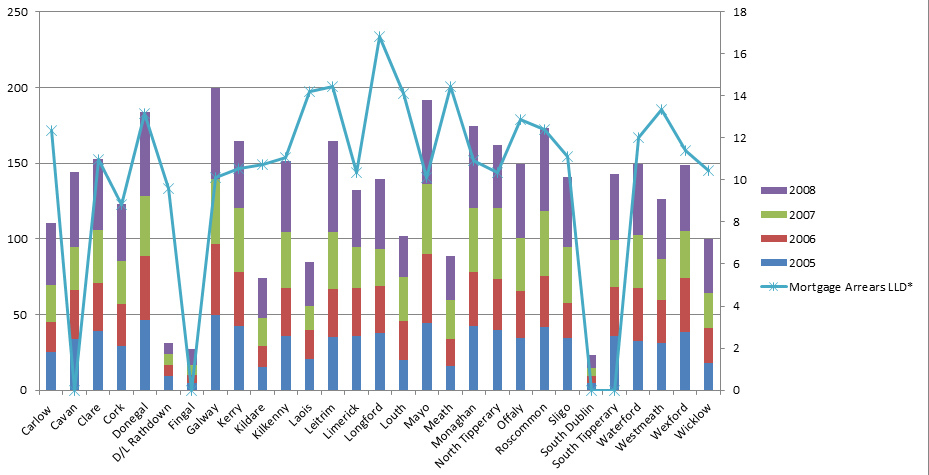 250
200
150
100
50
0
18
16
14
12
10
8
6
4
2
0
2008
2007
2006
2005
Mortgage Arrears LLD*
Carlow
Cavan
Clare
Cork
Donegal
D/L Rathdown
Fingal
Galway
Kerry
Kildare
Kilkenny
Laois
Leitrim
Limerick
Longford
Louth
Mayo
Meath
Monaghan
North Tipperary
Offaly
Roscommon
Sligo
South Dublin
South Tipperary
Waterford
Westmeath
Wexford
Wicklow